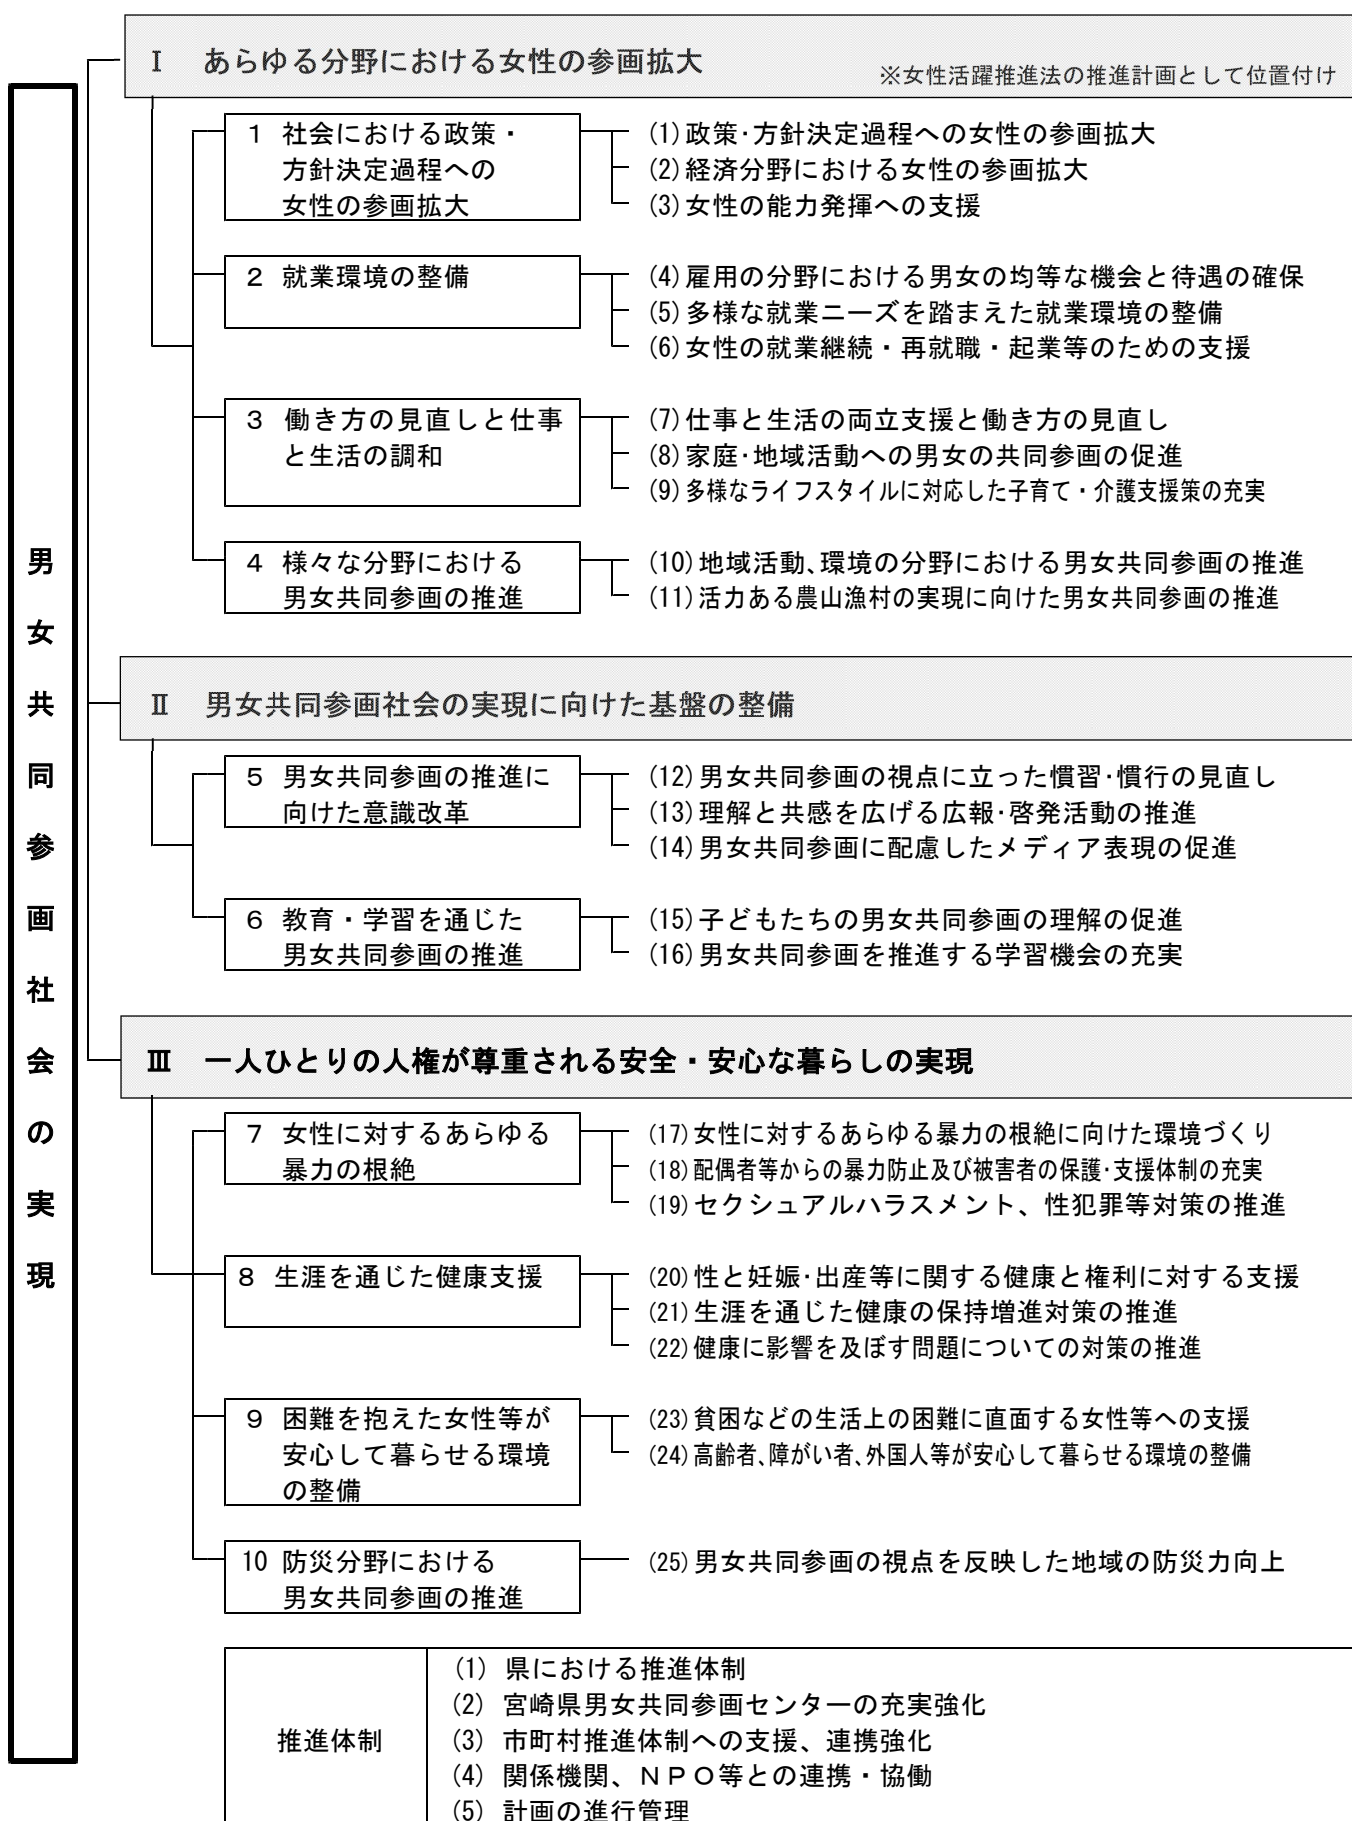 男女共同参画社会の実現
Ⅰ あらゆる分野における女性の参画拡大
※女性活躍推進法の推進計画として位置付け
1 社会における政策・
方針決定過程への
女性の参画拡大
(1)政策・方針決定過程への女性の参画拡大
(2)経済分野における女性の参画拡大
(3)女性の能力発揮への支援
2 就業環境の整備
(4)雇用の分野における男女の均等な機会と待遇の確保
(5)多様な就業ニーズを踏まえた就業環境の整備
(6)女性の就業継続・再就職・起業等のための支援
3 働き方の見直しと仕事
と生活の調和
(7)仕事と生活の両立支援と働き方の見直し
(8)家庭・地域活動への男女の共同参画の促進
(9)多様なライフスタイルに対応した子育て・介護支援策の充実
4 様々な分野における
男女共同参画の推進
(10)地域活動、環境の分野における男女共同参画の推進
(11)活力ある農山漁村の実現に向けた男女共同参画の推進
Ⅱ 男女共同参画社会の実現に向けた基盤の整備
5 男女共同参画の推進に
向けた意識改革
(12)男女共同参画の視点に立った慣習・慣行の見直し
(13)理解と共感を広げる広報・啓発活動の推進
(14)男女共同参画に配慮したメディア表現の促進
6 教育・学習を通じた
男女共同参画の推進
(15)子どもたちの男女共同参画の理解の促進
(16)男女共同参画を推進する学習機会の充実
Ⅲ 一人ひとりの人権が尊重される安全・安心な暮らしの実現
7 女性に対するあらゆる
暴力の根絶
(17)女性に対するあらゆる暴力の根絶に向けた環境づくり
(18)配偶者等からの暴力防止及び被害者の保護・支援体制の充実
(19)セクシュアルハラスメント、性犯罪等対策の推進
8 生涯を通じた健康支援
(20)性と妊娠・出産等に関する健康と権利に対する支援
(21)生涯を通じた健康の保持増進対策の推進
(22)健康に影響を及ぼす問題についての対策の推進
9 困難を抱えた女性等が
安心して暮らせる環境
の整備
(23)貧困などの生活上の困難に直面する女性等への支援
(24)高齢者、障がい者、外国人等が安心して暮らせる環境の整備
10 防災分野における
男女共同参画の推進
(25)男女共同参画の視点を反映した地域の防災力向上
推進体制
(1) 県における推進体制
(2) 宮崎県男女共同参画センターの充実強化
(3) 市町村推進体制への支援、連携強化
(4) 関係機関、NPO等との連携・協働
(5) 計画の進行管理